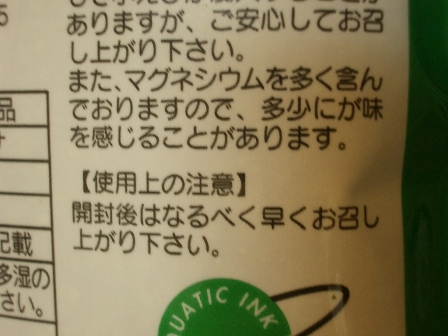 ありますが、ご安心してお召
し上がり下さい。
また、マグネシウムを多く含ん
でおりますので、多少にが味
を感じることがあります。
【使用上の注意】
開封後はなるべく早くお召し
上がり下さい。
品
記載
多湿の
さい。
UATIC INK